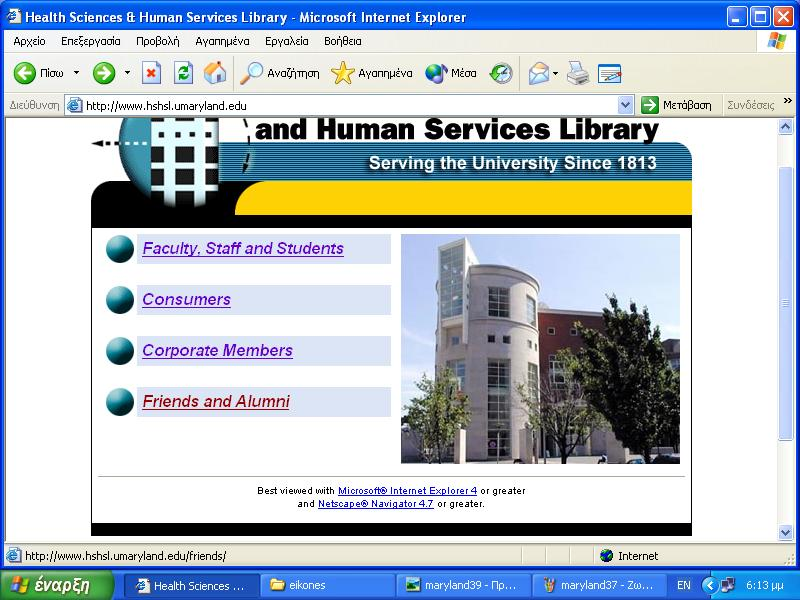 Health Sciences & Human Services Library - Microsoft Internet Explorer
Αρχείο Επεξεργασία Προβολή Αγαπημένα Εργαλεία Βοήθεια
Πίσω Αναζήτηση Αγαπημένα Μέσα
Διεύθυνση http://www.hshsl.umaryland.edu Μετάβαση Συνδέσεις »
and Human Services Library
Serving the University Since 1813
Faculty, Staff and Students
Consumers
Corporate Members
Friends and Alumni
Best viewed with Microsoft® Internet Explorer 4 or greater
and Netscape® Navigator 4.7 or greater.
http://www.hshsl.umaryland.edu/friends/ Internet
έναρξη Health Sciences ... eikones maryland39 - Πρ... maryland37 - Ζω... EN 6:13 μμ